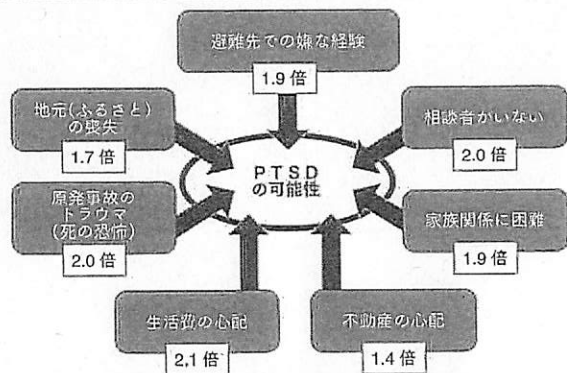 避難先での嫌な経験
1.9 倍
地元(ふるさと)
の喪失
1.7 倍
相談者がいない
2.0 倍
PTSD
の可能性
原発事故の
トラウマ
(死の恐怖)
2.0 倍
家族関係に困難
1.9 倍
生活費の心配
2,1 倍
不動産の心配
1.4 倍